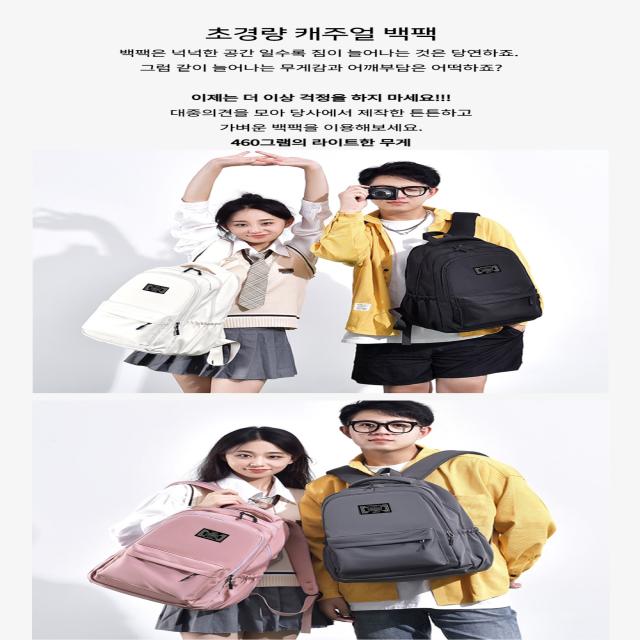 초경량 캐주얼 백팩
백팩은 넉넉한 공간 일수록 짐이 늘어나는 것은 당연하죠.
그럼 같이 늘어나는 무게감과 어깨부담은 어떡하죠?
이제는 더 이상 걱정을 하지 마세요!!!
대중의견을 모아 당사에서 제작한 튼튼하고
가벼운 백팩을 이용해보세요.
460그램의 라이트한 무게